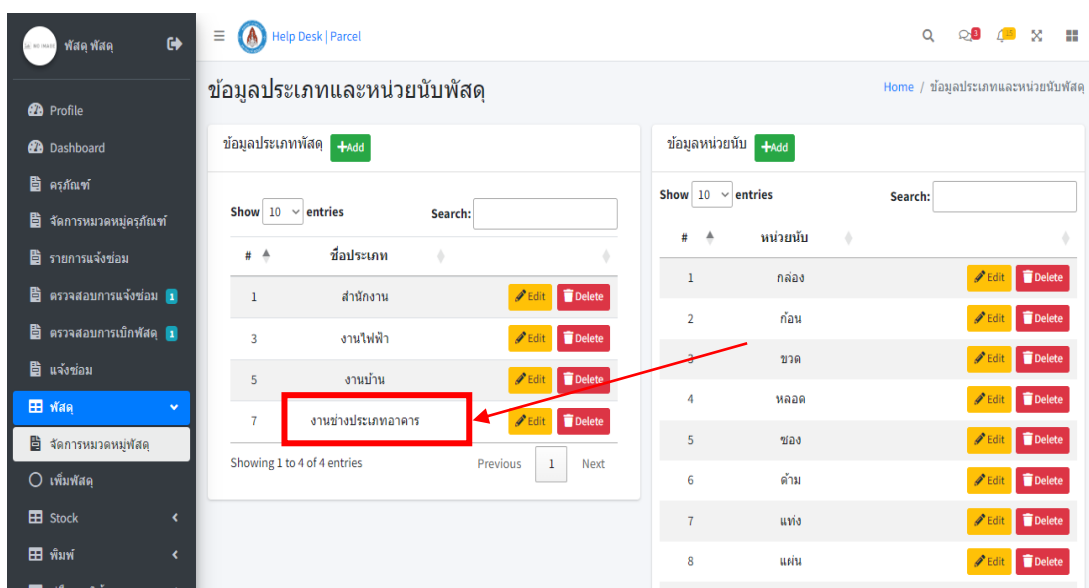 NO IMAGE
พัสดุ พัสดุ
Profile
Dashboard
ครุภัณฑ์
จัดการหมวดหมู่ครุภัณฑ์
รายการแจ้งซ่อม
ตรวจสอบการแจ้งซ่อม 1
ตรวจสอบการเบิกพัสดุ 1
แจ้งซ่อม
พัสดุ
จัดการหมวดหมู่พัสดุ
เพิ่มพัสดุ
Stock
พิมพ์
Help Desk | Parcel
3
15
ข้อมูลประเภทและหน่วยนับพัสดุ
Home / ข้อมูลประเภทและหน่วยนับพัสดุ
ข้อมูลประเภทพัสดุ +Add
Show 10 entries Search:
# ชื่อประเภท
1 สำนักงาน Edit Delete
3 งานไฟฟ้า Edit Delete
5 งานบ้าน Edit Delete
7 งานช่างประเภทอาคาร Edit Delete
Showing 1 to 4 of 4 entries Previous 1 Next
ข้อมูลหน่วยนับ +Add
Show 10 entries Search:
# หน่วยนับ
1 กล่อง Edit Delete
2 ก้อน Edit Delete
3 ขวด Edit Delete
4 หลอด Edit Delete
5 ซอง Edit Delete
6 ด้าม Edit Delete
7 แท่ง Edit Delete
8 แผ่น Edit Delete